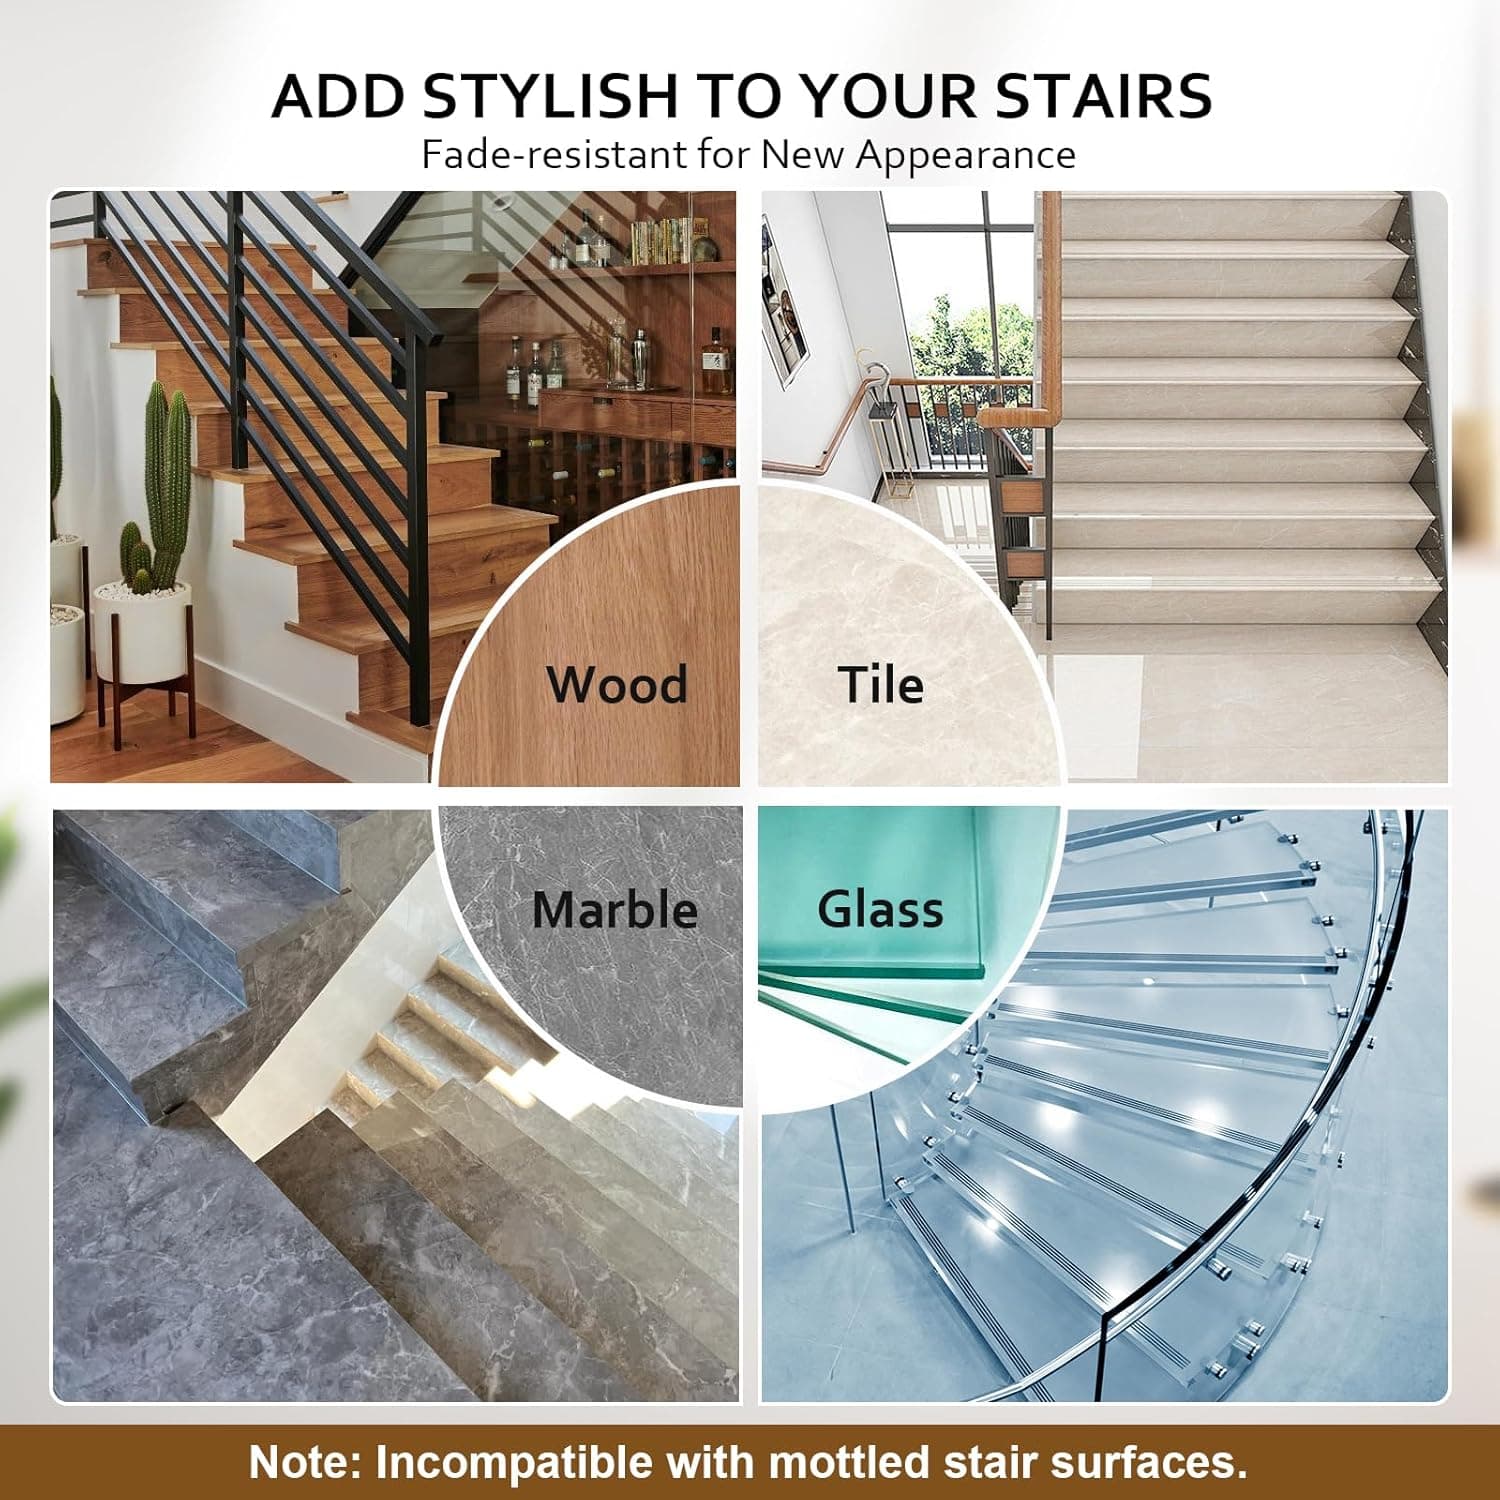 ADD STYLISH TO YOUR STAIRS
Fade-resistant for New Appearance
Wood
Tile
Marble
Glass
Note: Incompatible with mottled stair surfaces.